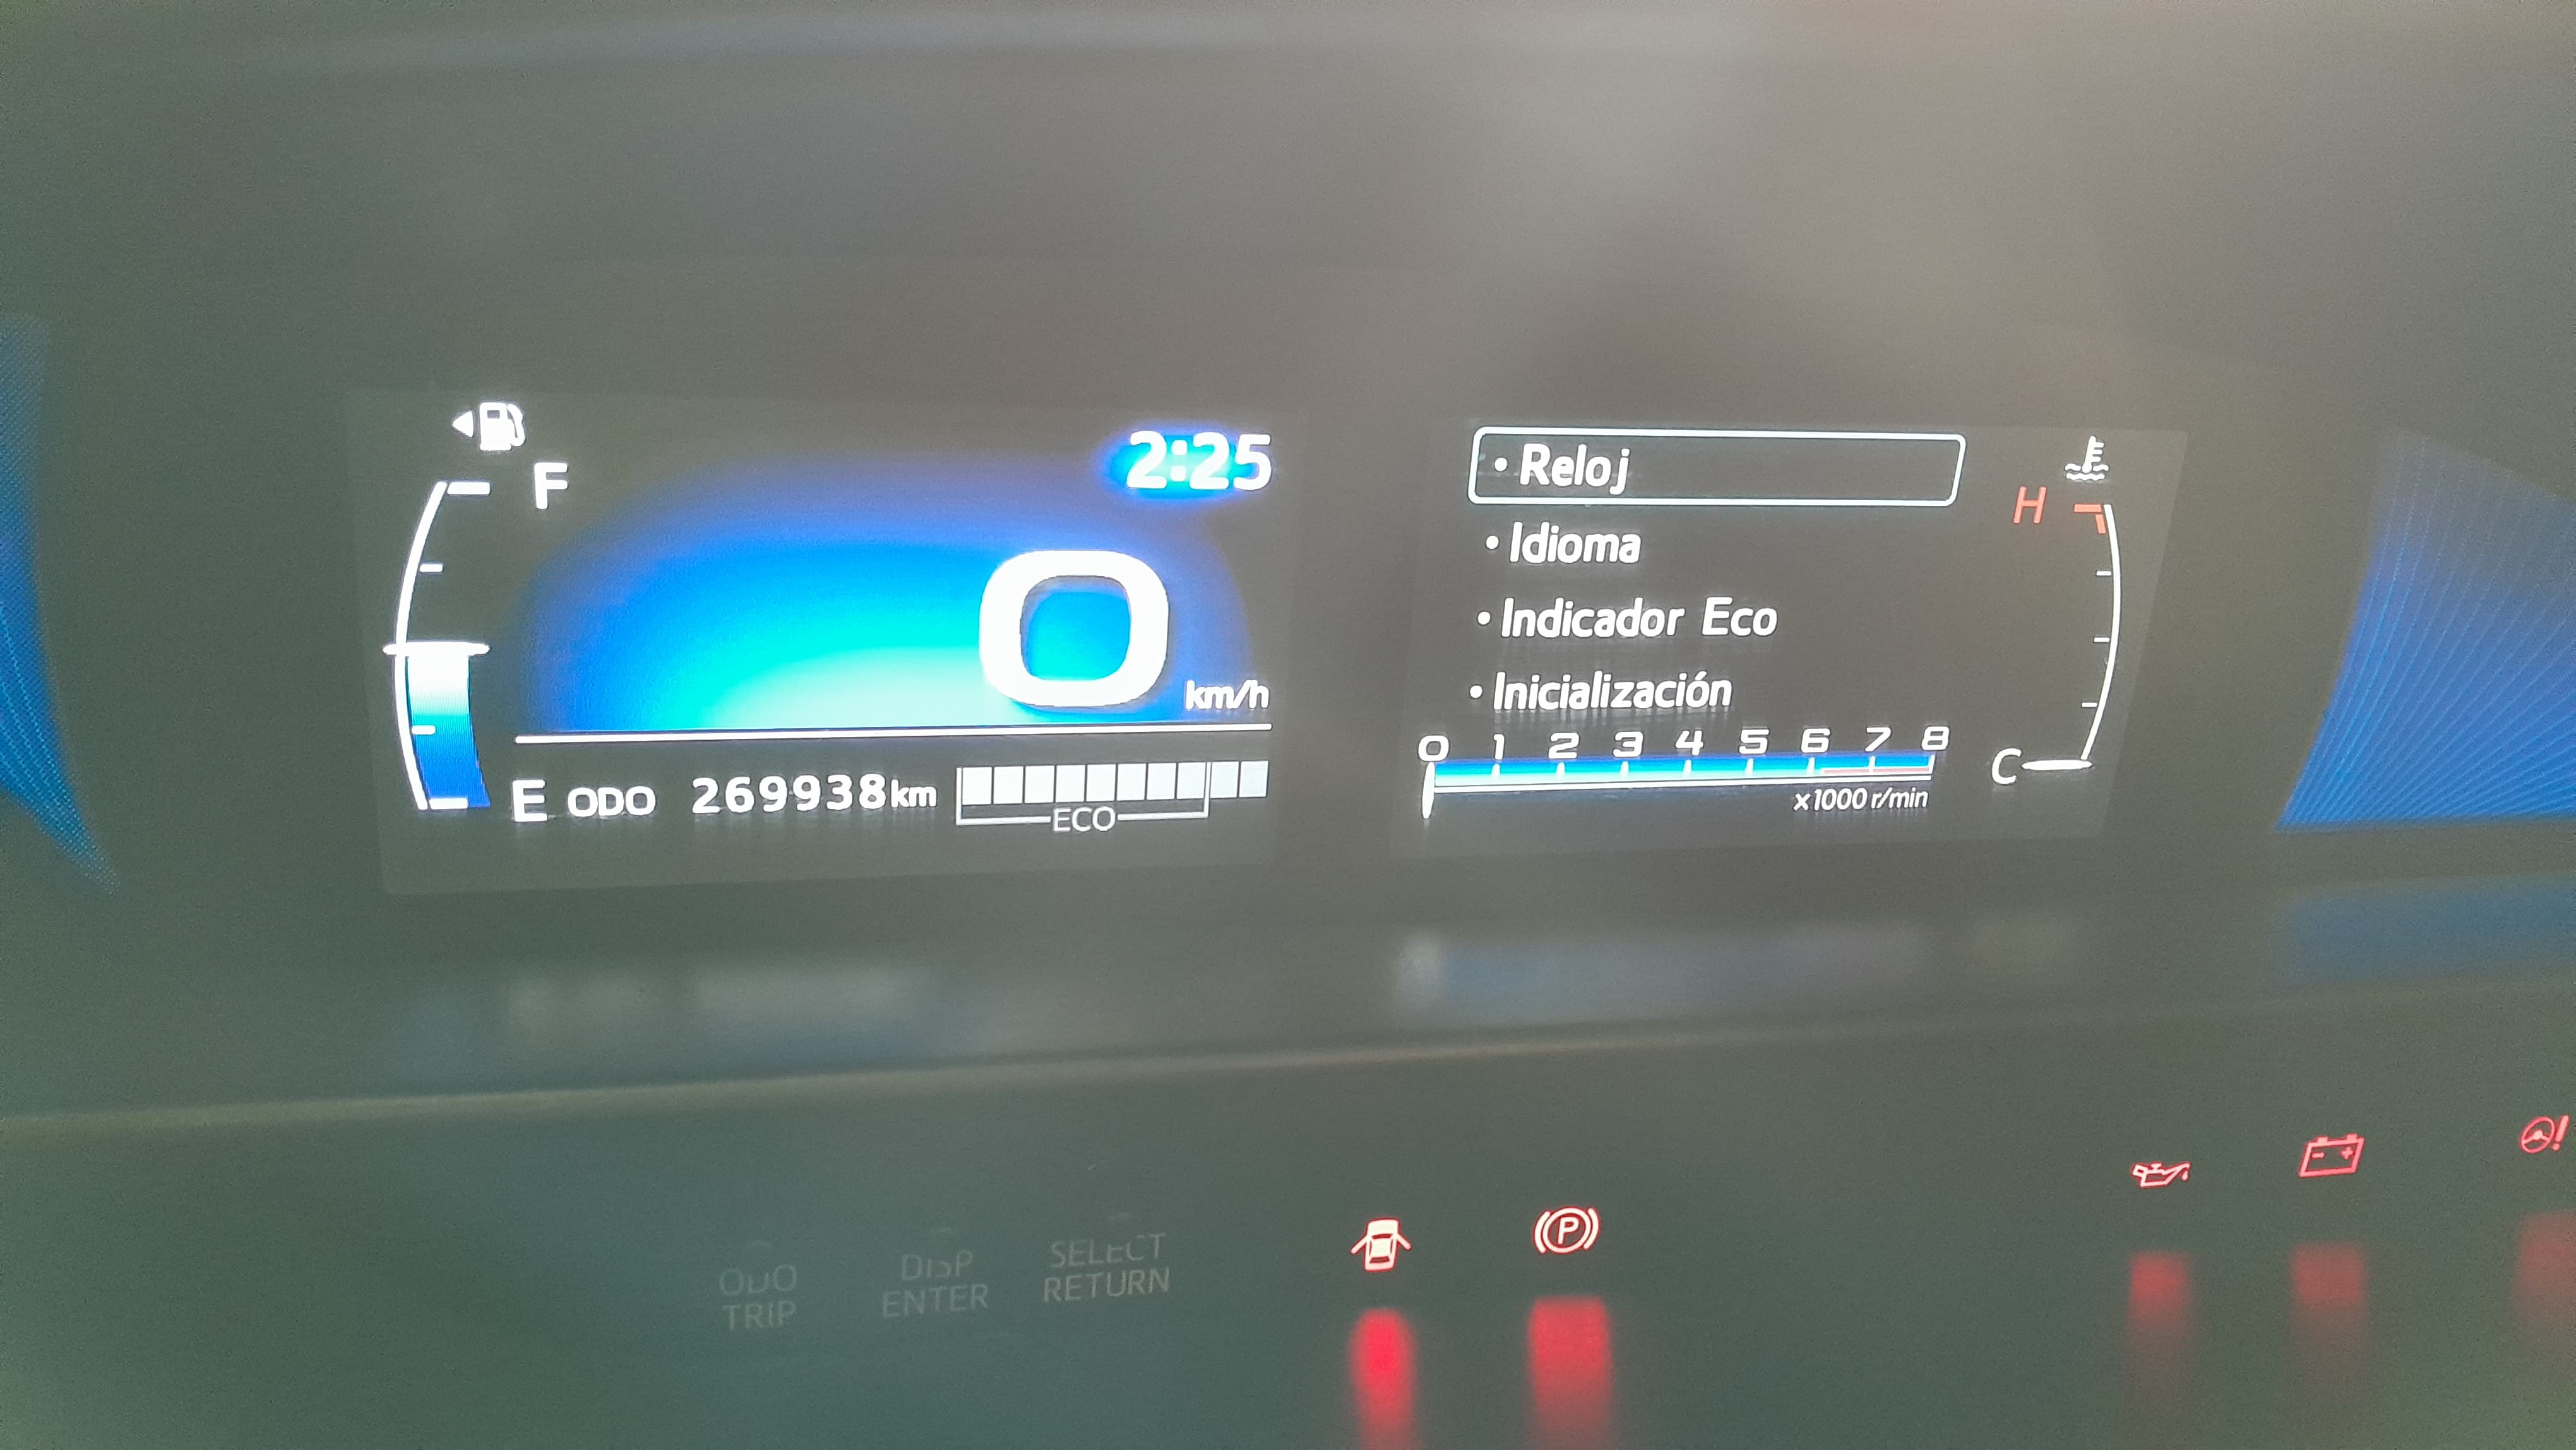 F
2:25
0
km/h
E ODO 269938km
ECO
• Reloj
• Idioma
• Indicador Eco
• Inicialización
0 1 2 3 4 5 6 7 8
x1000 r/min
H
C
P
ODO
TRIP
DISP
ENTER
SELECT
RETURN